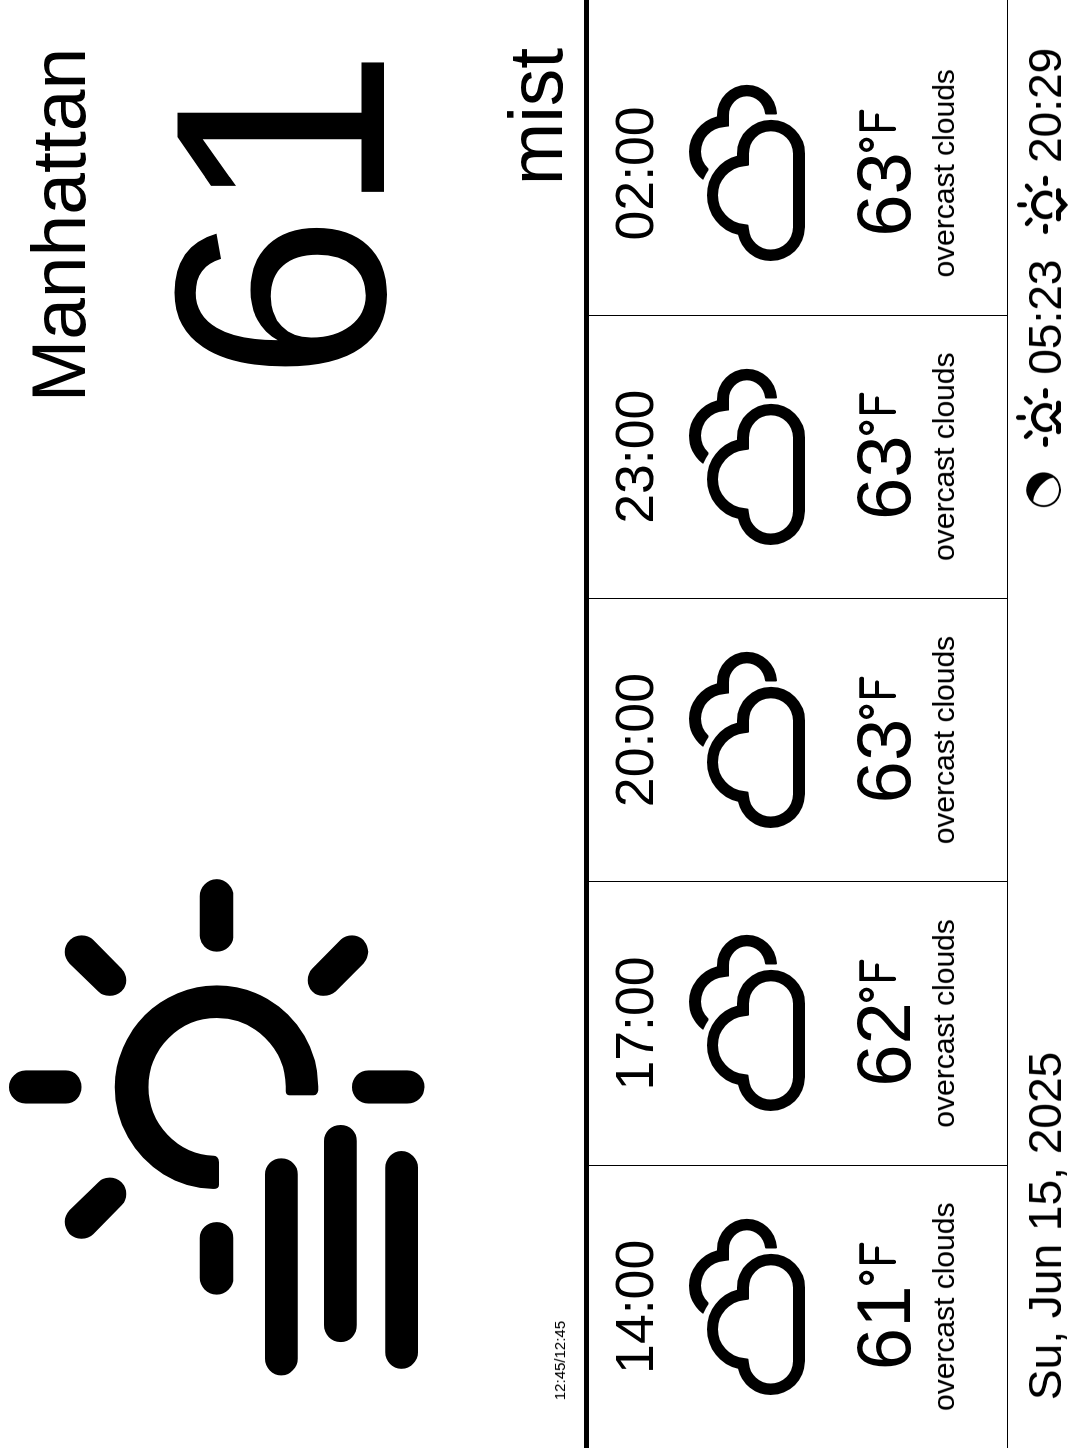 Manhattan
61
mist
12:45/12:45
14:00 17:00 20:00 23:00 02:00
61°F 62°F 63°F 63°F 63°F
overcast clouds overcast clouds overcast clouds overcast clouds overcast clouds
Su, Jun 15, 2025 05:23 20:29